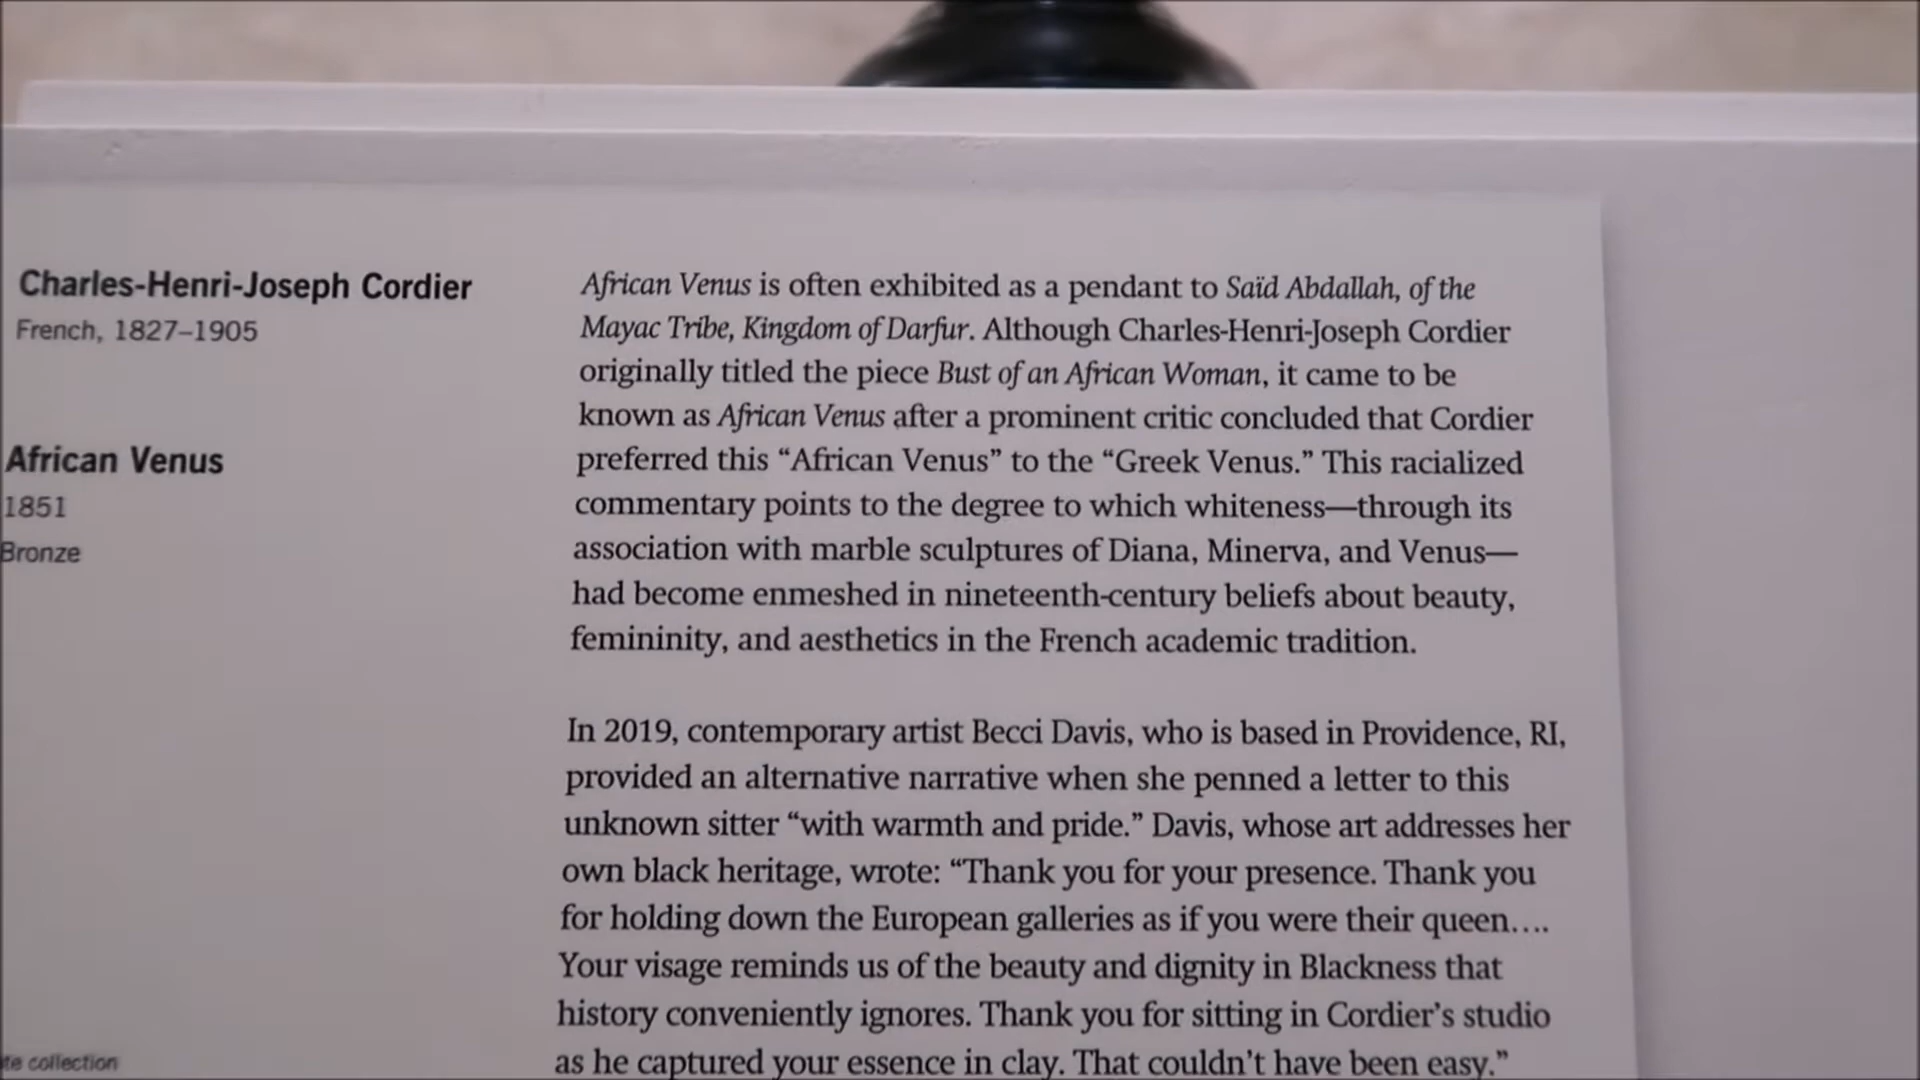 Charles-Henri-Joseph Cordier
French, 1827–1905
African Venus
1851
Bronze
collection
African Venus is often exhibited as a pendant to Saïd Abdallah, of the
Mayac Tribe, Kingdom of Darfur. Although Charles-Henri-Joseph Cordier
originally titled the piece Bust of an African Woman, it came to be
known as African Venus after a prominent critic concluded that Cordier
preferred this “African Venus” to the “Greek Venus.” This racialized
commentary points to the degree to which whiteness—through its
association with marble sculptures of Diana, Minerva, and Venus—
had become enmeshed in nineteenth-century beliefs about beauty,
femininity, and aesthetics in the French academic tradition.
In 2019, contemporary artist Becci Davis, who is based in Providence, RI,
provided an alternative narrative when she penned a letter to this
unknown sitter “with warmth and pride.” Davis, whose art addresses her
own black heritage, wrote: “Thank you for your presence. Thank you
for holding down the European galleries as if you were their queen….
Your visage reminds us of the beauty and dignity in Blackness that
history conveniently ignores. Thank you for sitting in Cordier’s studio
as he captured your essence in clay. That couldn’t have been easy.”